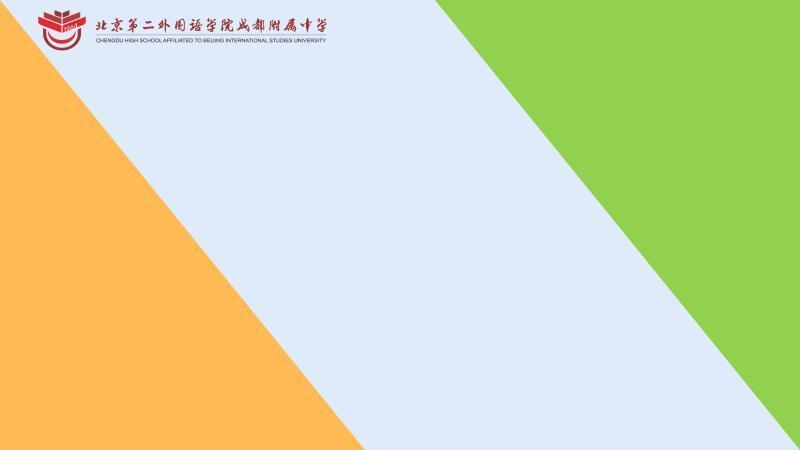 北京第二外国语学院成都附属中学
CHENGDU HIGH SCHOOL AFFILIATED TO BEIJING INTERNATIONAL STUDIES UNIVERSITY